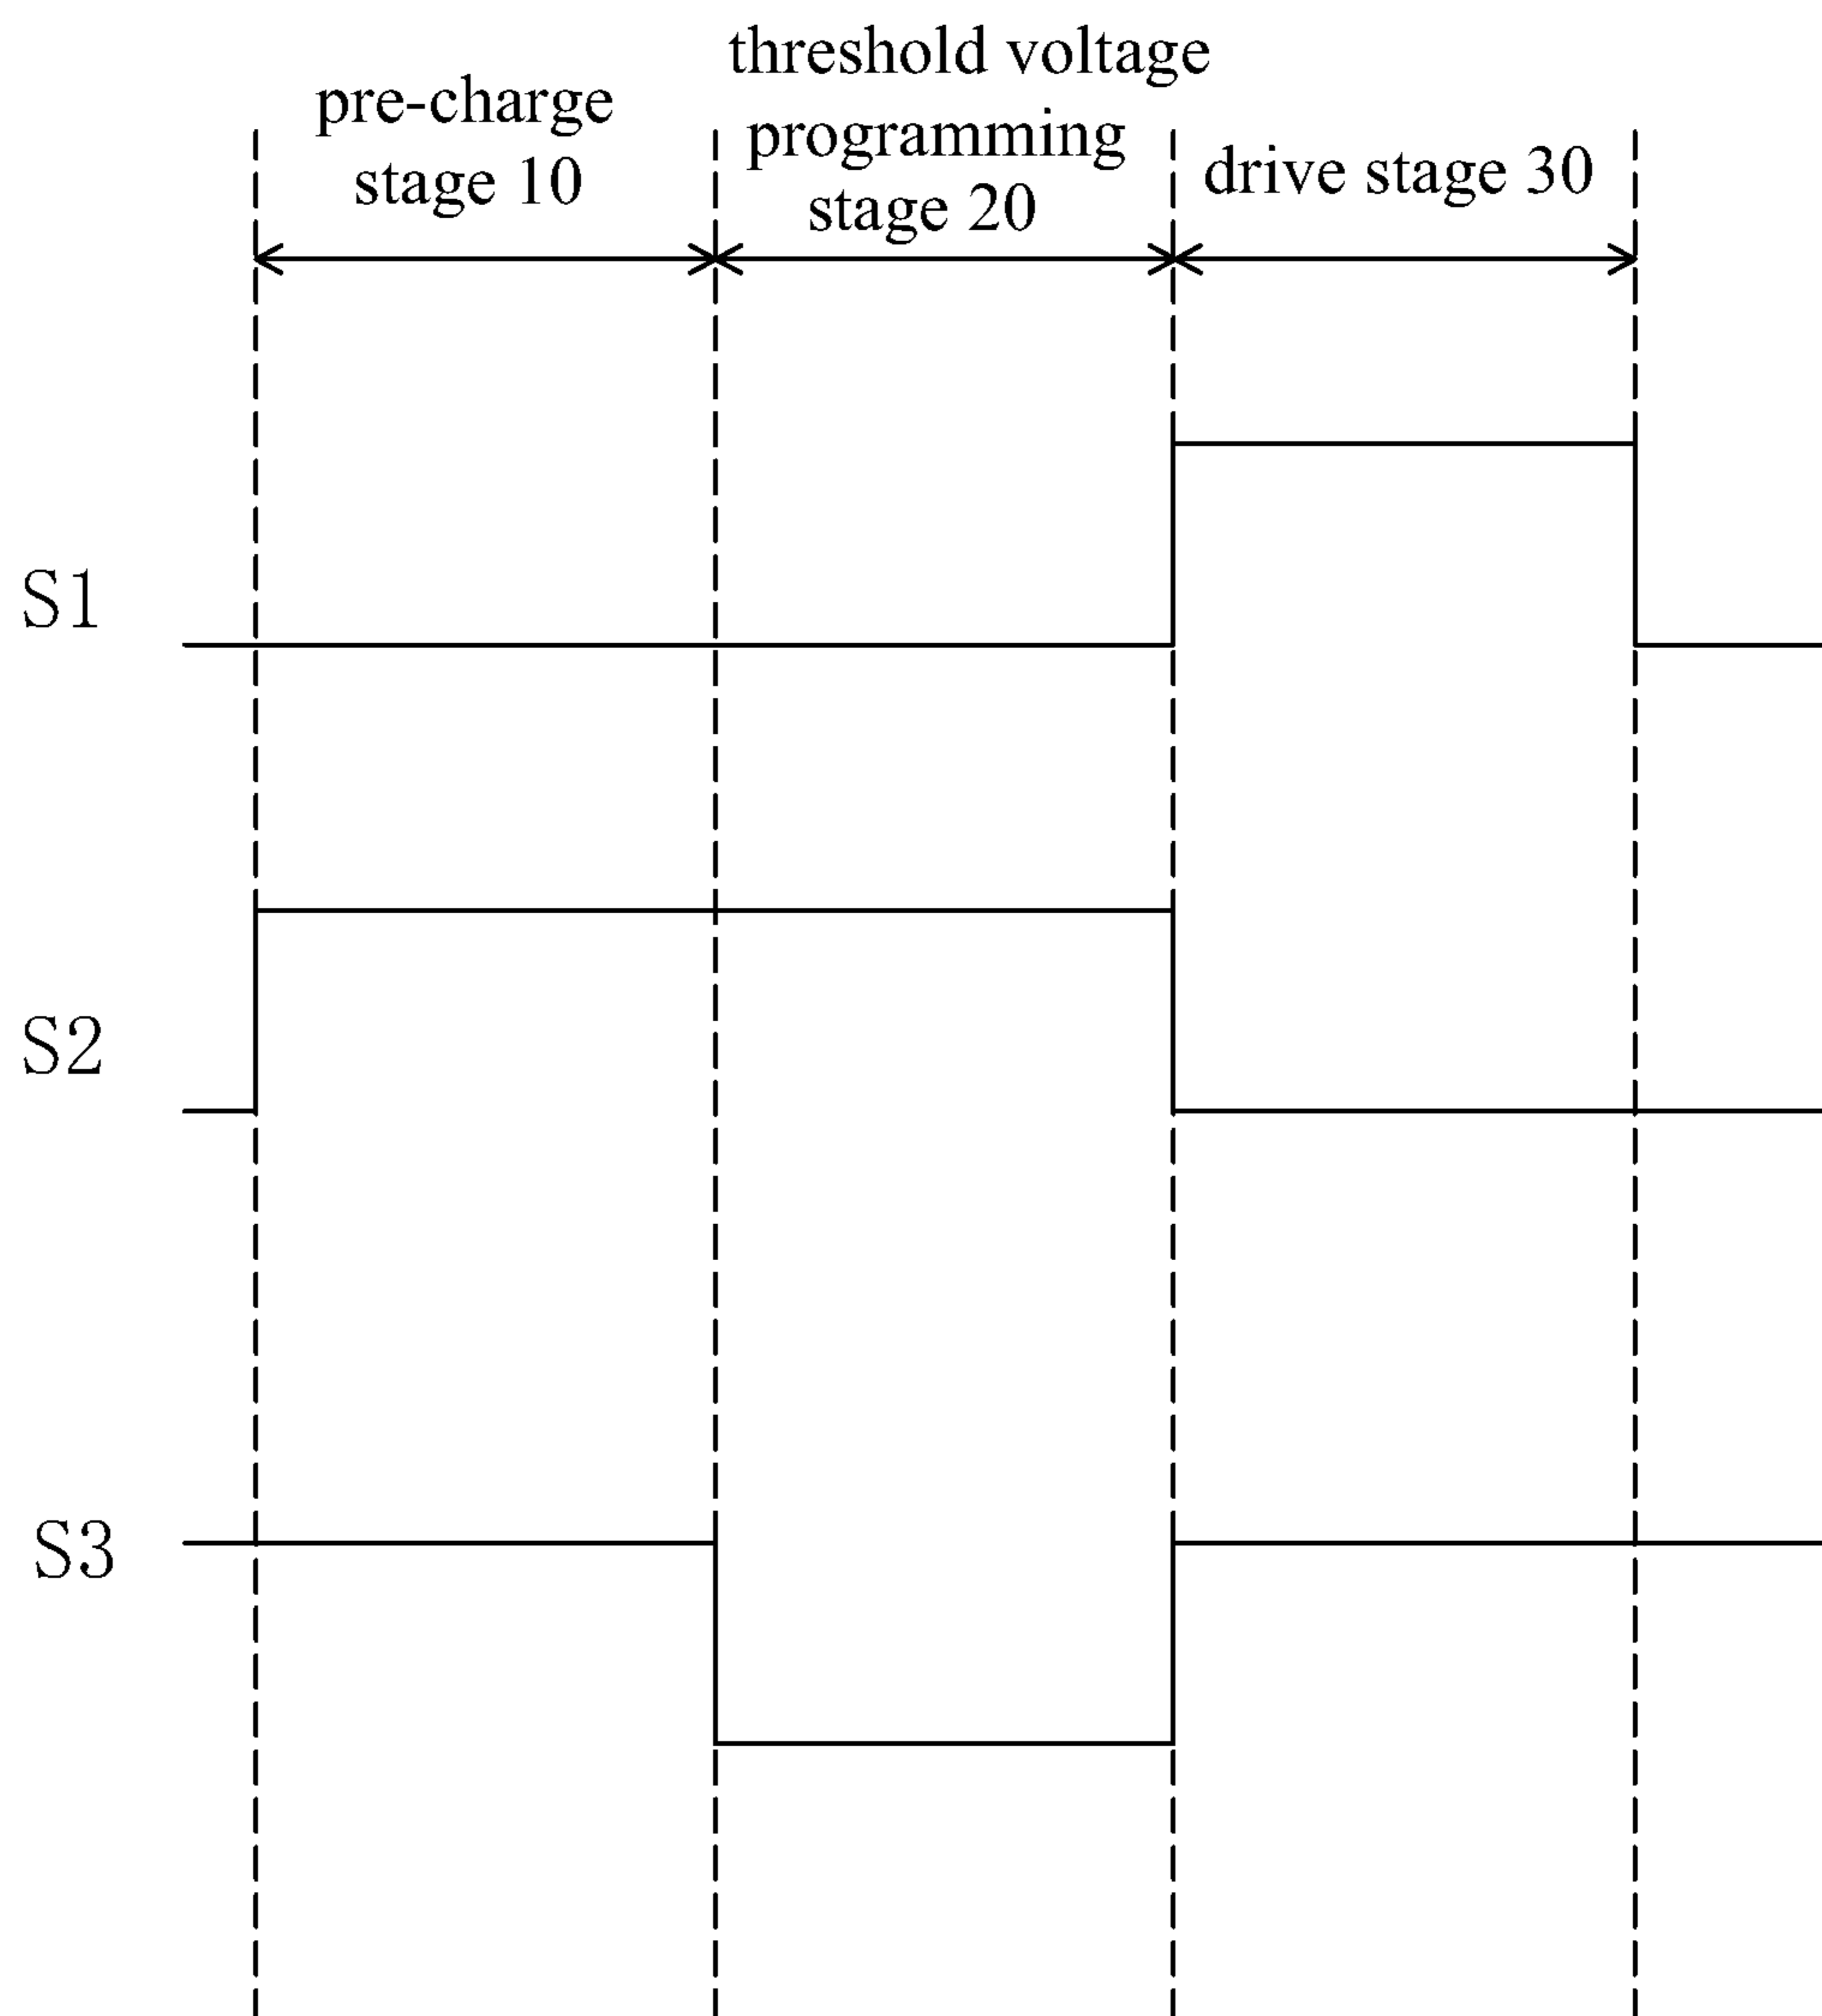 pre-charge
stage 10
threshold voltage
programming
stage 20
drive stage 30
S1
S2
S3